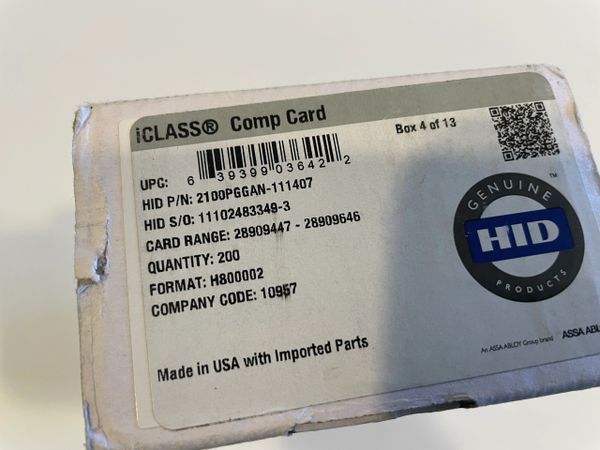 iCLASS® Comp Card
Box 4 of 13
UPC: 6 39399 03642 2
HID P/N: 2100PGGAN-111407
HID S/O: 11102483349-3
CARD RANGE: 28909447 - 28909646
QUANTITY: 200
FORMAT: H800002
COMPANY CODE: 10957
Made in USA with Imported Parts
GENUINE
HID
PRODUCTS
™
An ASSA ABLOY Group brand
ASSA ABL